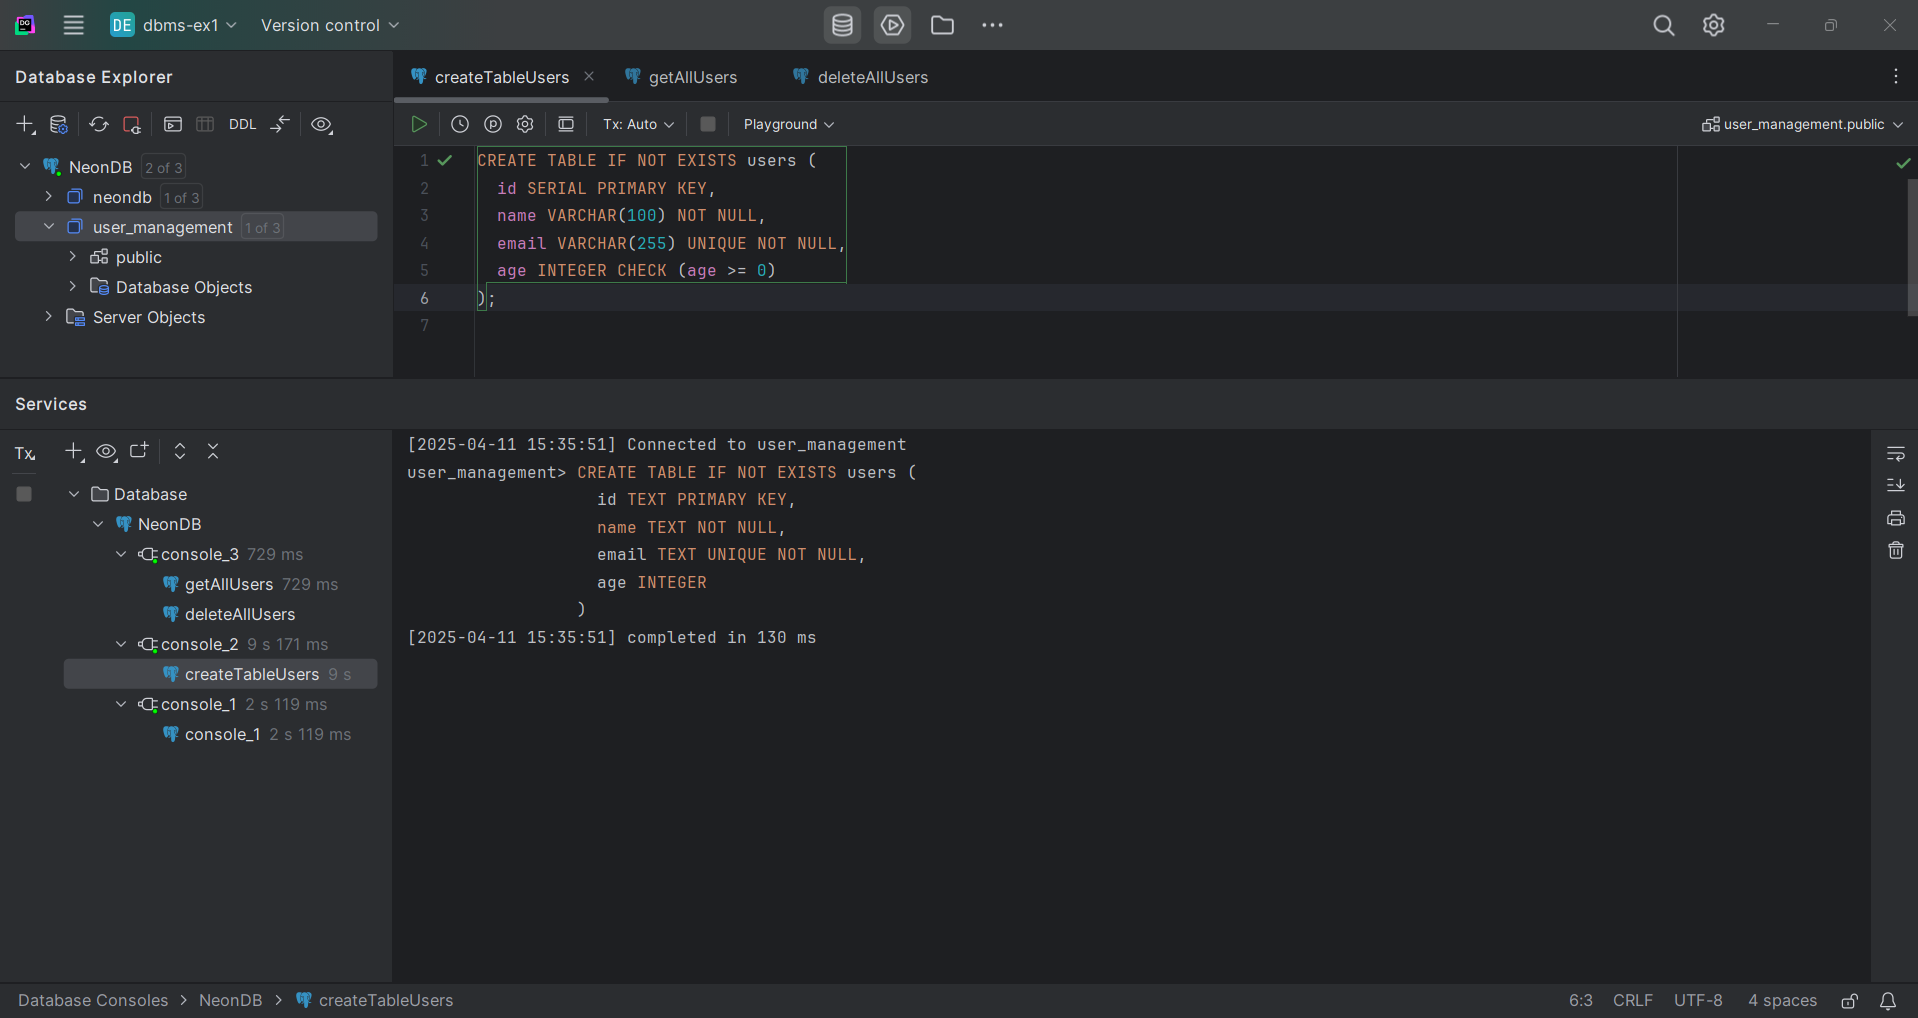 DE dbms-ex1 Version control
Database Explorer
createTableUsers getAllUsers deleteAllUsers
DDL
Tx: Auto Playground user_management.public
NeonDB 2 of 3
neondb 1 of 3
user_management 1 of 3
public
Database Objects
Server Objects
1 CREATE TABLE IF NOT EXISTS users (
2 id SERIAL PRIMARY KEY,
3 name VARCHAR(100) NOT NULL,
4 email VARCHAR(255) UNIQUE NOT NULL,
5 age INTEGER CHECK (age >= 0)
6 );
7
Services
Tx
Database
NeonDB
console_3 729 ms
getAllUsers 729 ms
deleteAllUsers
console_2 9 s 171 ms
createTableUsers 9 s
console_1 2 s 119 ms
console_1 2 s 119 ms
[2025-04-11 15:35:51] Connected to user_management
user_management> CREATE TABLE IF NOT EXISTS users (
id TEXT PRIMARY KEY,
name TEXT NOT NULL,
email TEXT UNIQUE NOT NULL,
age INTEGER
)
[2025-04-11 15:35:51] completed in 130 ms
Database Consoles > NeonDB > createTableUsers
6:3 CRLF UTF-8 4 spaces